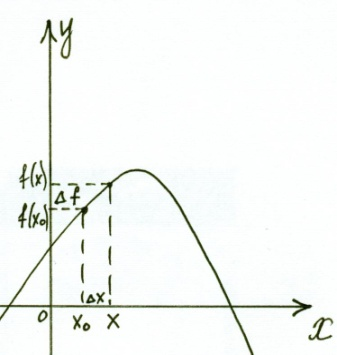 y
f(x)
Δf
f(x₀)
Δx
0 x₀ x
x